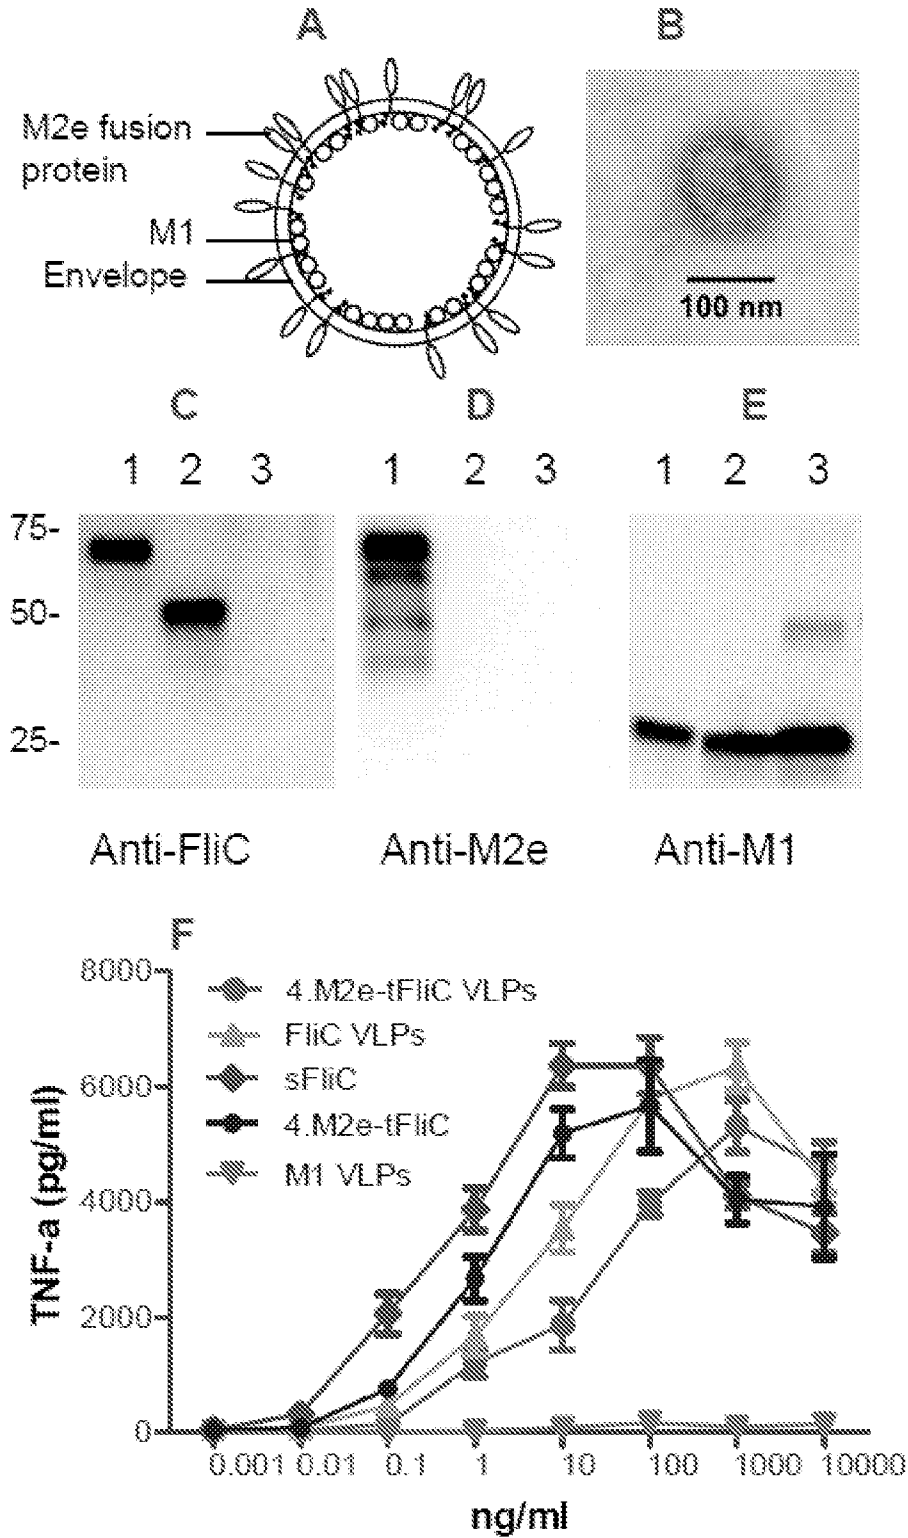 A
B
M2e fusion
protein
M1
Envelope
100 nm
C
D
E
1 2 3
1 2 3
1 2 3
75-
50-
25-
Anti-FliC
Anti-M2e
Anti-M1
F
8000
6000
4000
2000
0
TNF-a (pg/ml)
4.M2e-tFliC VLPs
FliC VLPs
sFliC
4.M2e-tFliC
M1 VLPs
0.001 0.01 0.1 1 10 100 1000 10000
ng/ml